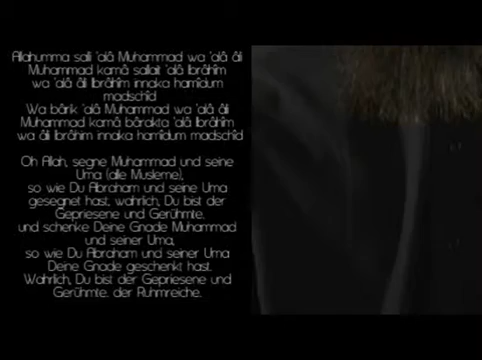 Allahumma salli 'alâ Muhammad wa 'alâ âli
Muhammad kamâ sallait 'alâ Ibrâhîm
wa 'alâ Ibrâhîm innaka hamîdum
madschîd
Wa bârik 'alâ Muhammad wa 'alâ âli
Muhammad kamâ bârakta 'alâ Ibrâhîm
wa âli Ibrâhîm innaka hamîdum madschîd
Oh Allah, segne Muhammad und seine
Uma (alle Musleme),
so wie Du Abraham und seine Uma
gesegnet hast, wahrlich, Du bist der
Gepriesene und Gerühmte.
und schenke Deine Gnade Muhammad
und seiner Uma,
so wie Du Abraham und seiner Uma
Deine Gnade geschenkt hast.
Wahrlich, Du bist der Gepriesene und
Gerühmte. der Ruhmreiche.